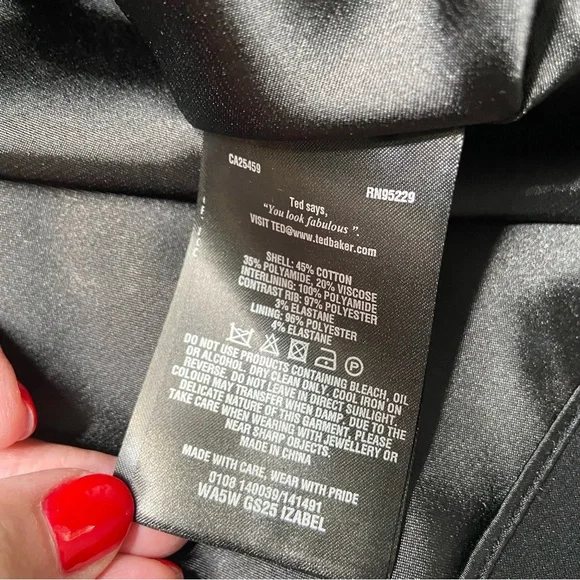 CA25459
RN95229
Ted says,
"You look fabulous".
VISIT TED@www.tedbaker.com
SHELL: 45% COTTON
35% POLYAMIDE, 20% VISCOSE
INTERLINING: 100% POLYAMIDE
CONTRAST RIB: 97% POLYESTER
3% ELASTANE
LINING: 96% POLYESTER
4% ELASTANE
P
DO NOT USE PRODUCTS CONTAINING BLEACH, OIL
OR ALCOHOL. DRY CLEAN ONLY. COOL IRON ON
REVERSE DO NOT LEAVE IN DIRECT SUNLIGHT.
COLOUR MAY TRANSFER WHEN DAMP, DUE TO THE
DELICATE NATURE OF THIS GARMENT, PLEASE
TAKE CARE WHEN WEARING WITH JEWELLERY OR
NEAR SHARP OBJECTS.
MADE IN CHINA
MADE WITH CARE, WEAR WITH PRIDE
0108 140039/141491
WA5W GS25 IZABEL